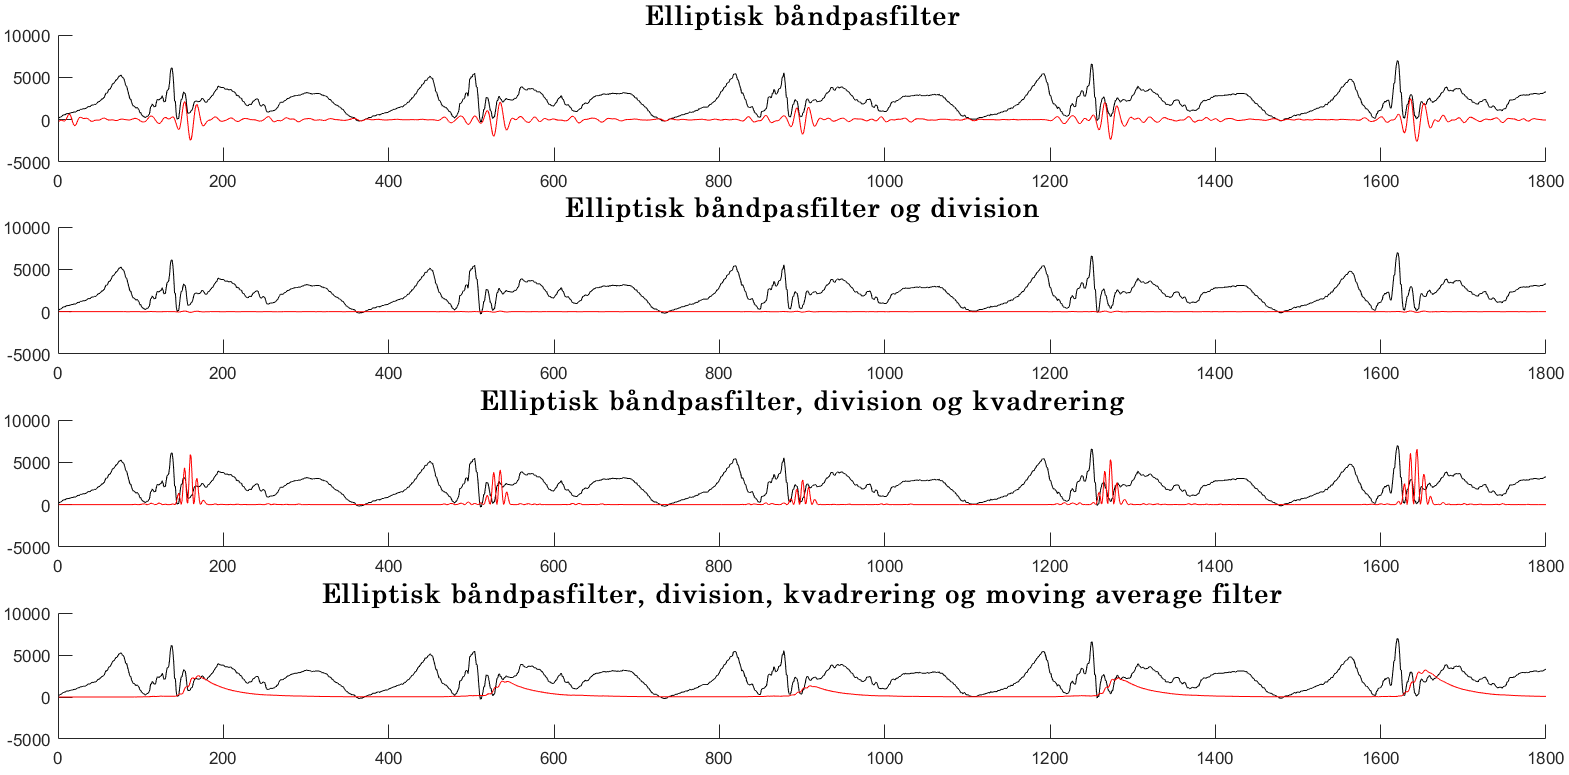 Elliptisk båndpasfilter
10000
5000
0
-5000
0 200 400 600 800 1000 1200 1400 1600 1800
Elliptisk båndpasfilter og division
10000
5000
0
-5000
0 200 400 600 800 1000 1200 1400 1600 1800
Elliptisk båndpasfilter, division og kvadrering
10000
5000
0
-5000
0 200 400 600 800 1000 1200 1400 1600 1800
Elliptisk båndpasfilter, division, kvadrering og moving average filter
10000
5000
0
-5000
0 200 400 600 800 1000 1200 1400 1600 1800